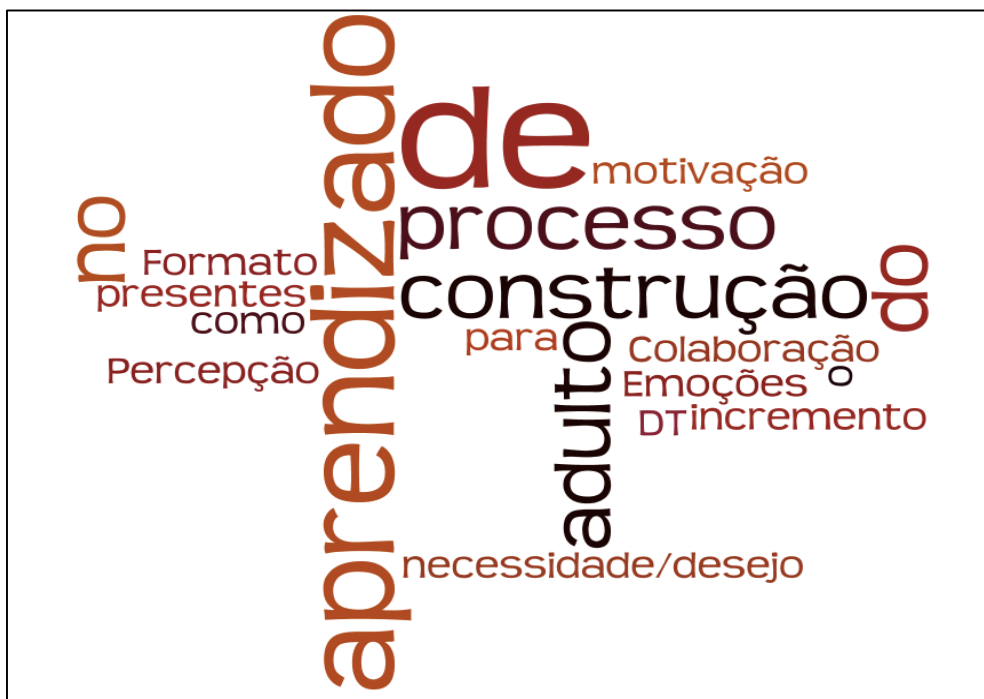 aprendizado
de
motivação
no
processo
Formato
do
presentes
construção
como
para
adulto
Colaboração
Percepção
Emoções
o
DT
incremento
necessidade/desejo